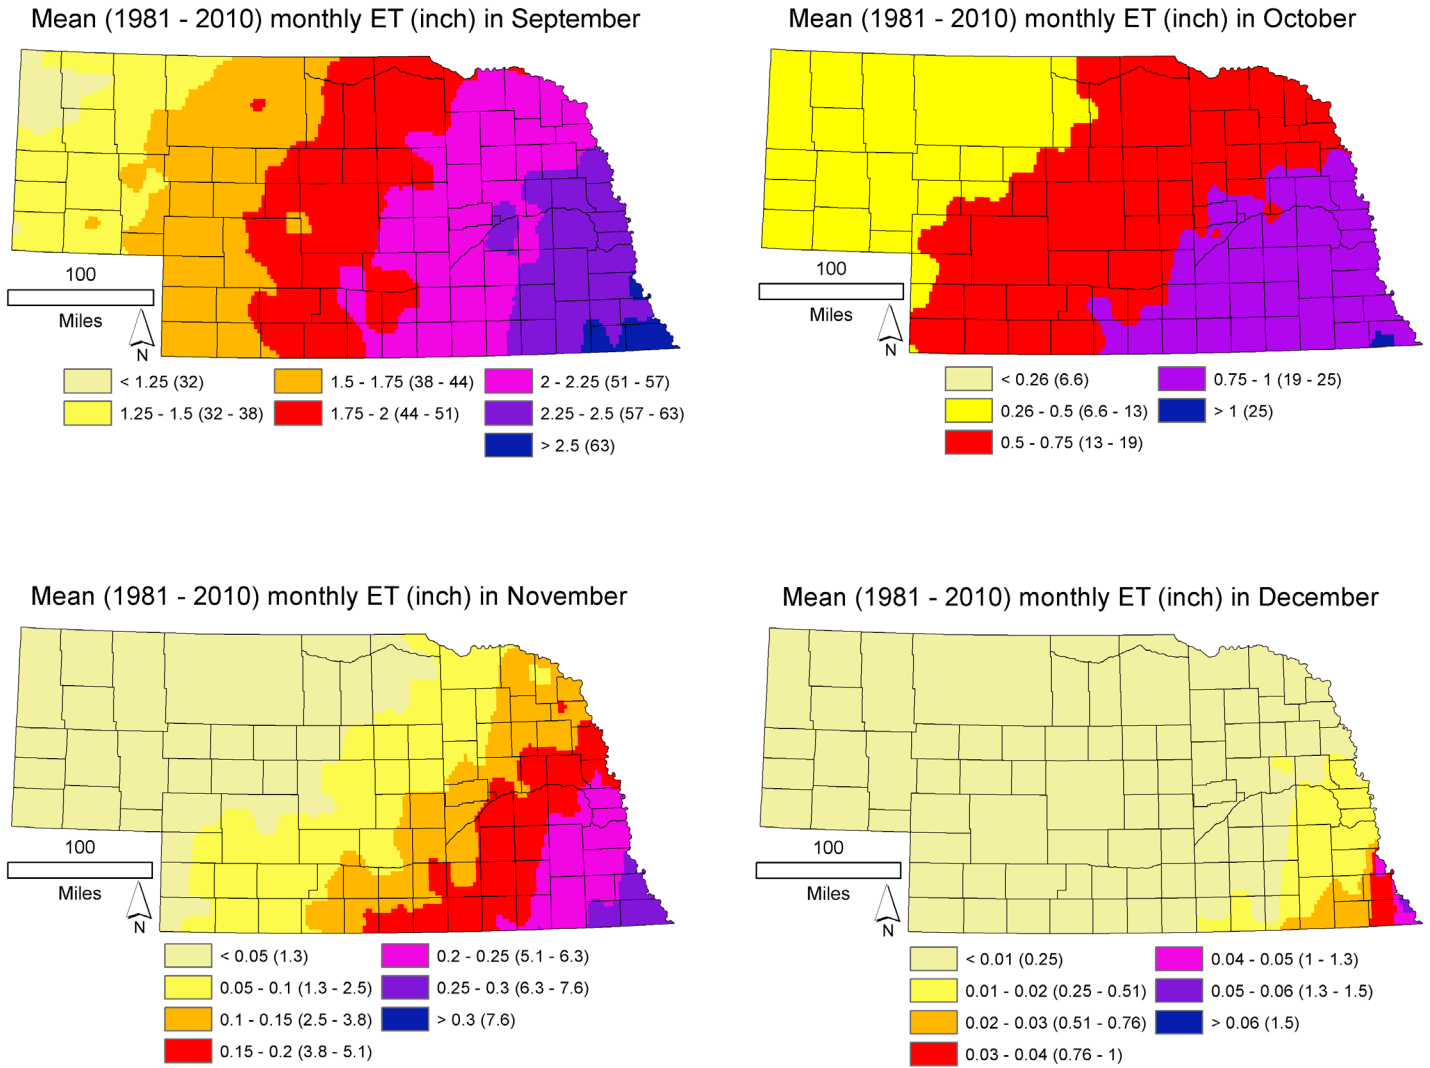 Mean (1981 - 2010) monthly ET (inch) in September
100
Miles
N
< 1.25 (32)
1.25 - 1.5 (32 - 38)
1.5 - 1.75 (38 - 44)
1.75 - 2 (44 - 51)
2 - 2.25 (51 - 57)
2.25 - 2.5 (57 - 63)
> 2.5 (63)
Mean (1981 - 2010) monthly ET (inch) in October
100
Miles
N
< 0.26 (6.6)
0.26 - 0.5 (6.6 - 13)
0.5 - 0.75 (13 - 19)
0.75 - 1 (19 - 25)
> 1 (25)
Mean (1981 - 2010) monthly ET (inch) in November
100
Miles
N
< 0.05 (1.3)
0.05 - 0.1 (1.3 - 2.5)
0.1 - 0.15 (2.5 - 3.8)
0.15 - 0.2 (3.8 - 5.1)
0.2 - 0.25 (5.1 - 6.3)
0.25 - 0.3 (6.3 - 7.6)
> 0.3 (7.6)
Mean (1981 - 2010) monthly ET (inch) in December
100
Miles
N
< 0.01 (0.25)
0.01 - 0.02 (0.25 - 0.51)
0.02 - 0.03 (0.51 - 0.76)
0.03 - 0.04 (0.76 - 1)
0.04 - 0.05 (1 - 1.3)
0.05 - 0.06 (1.3 - 1.5)
> 0.06 (1.5)